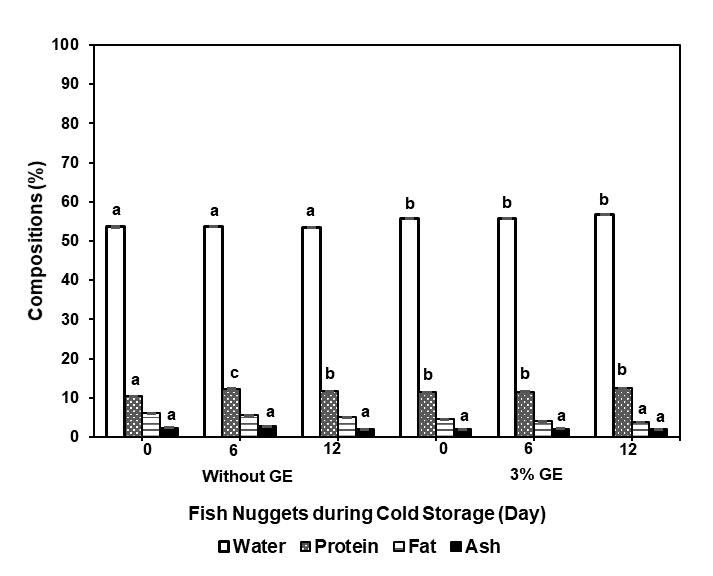 100
90
80
70
60
50
40
30
20
10
0
Compositions (%)
a a a b b b
a c b b b b
a a a a a a a
0 6 12 0 6 12
Without GE 3% GE
Fish Nuggets during Cold Storage (Day)
Water Protein Fat Ash